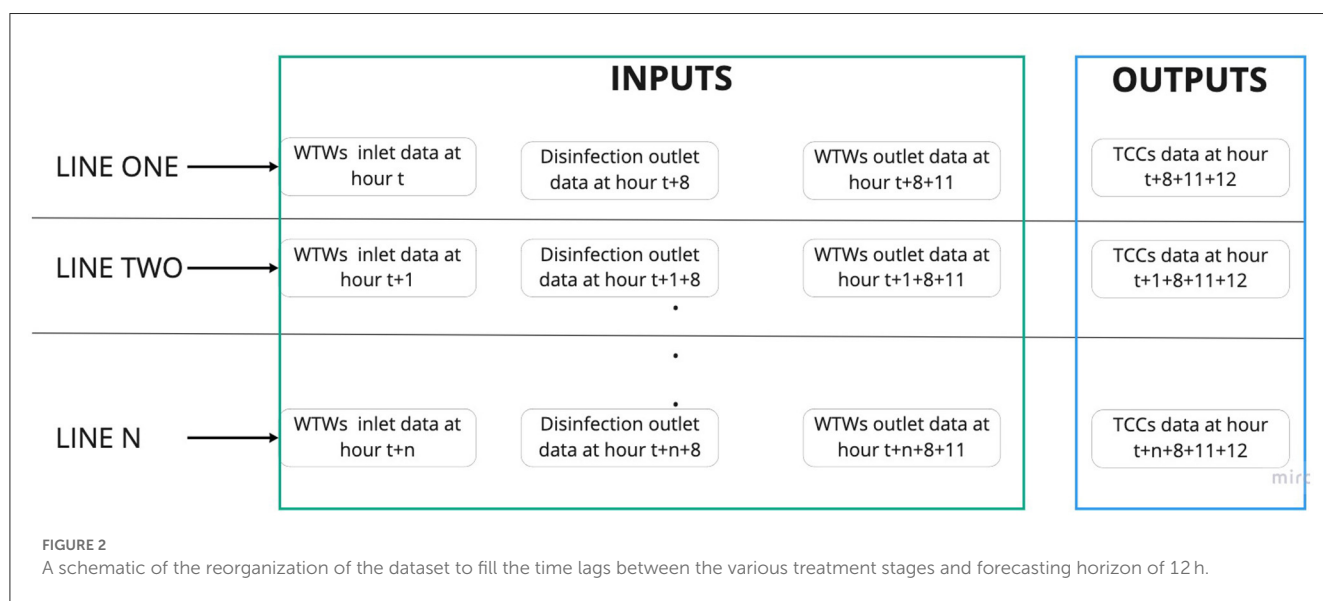 INPUTS
OUTPUTS
LINE ONE
WTWs inlet data at
hour t
Disinfection outlet
data at hour t+8
WTWs outlet data at
hour t+8+11
TCCs data at hour
t+8+11+12
LINE TWO
WTWs inlet data at
hour t+1
Disinfection outlet
data at hour t+1+8
WTWs outlet data at
hour t+1+8+11
TCCs data at hour
t+1+8+11+12
LINE N
WTWs inlet data at
hour t+n
Disinfection outlet
data at hour t+n+8
WTWs outlet data at
hour t+n+8+11
TCCs data at hour
t+n+8+11+12
mirc
FIGURE 2
A schematic of the reorganization of the dataset to fill the time lags between the various treatment stages and forecasting horizon of 12 h.